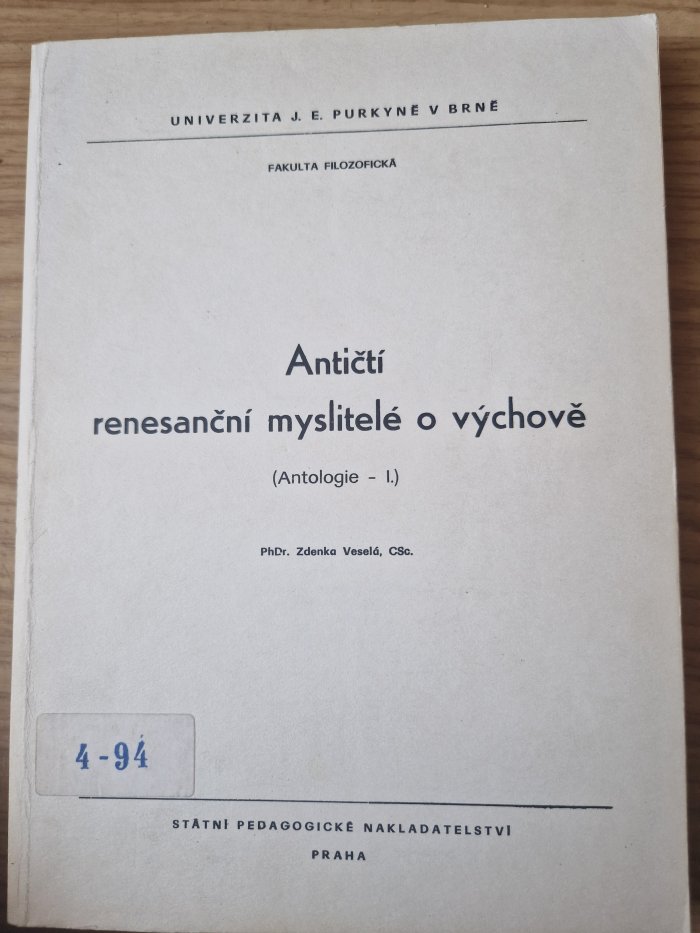 UNIVERZITA J. E. PURKYNĚ V BRNĚ
FAKULTA FILOZOFICKÁ
Antičtí
renesanční myslitelé o výchově
(Antologie - I.)
PhDr. Zdenka Veselá, CSc.
4-94
STÁTNÍ PEDAGOGICKÉ NAKLADATELSTVÍ
PRAHA